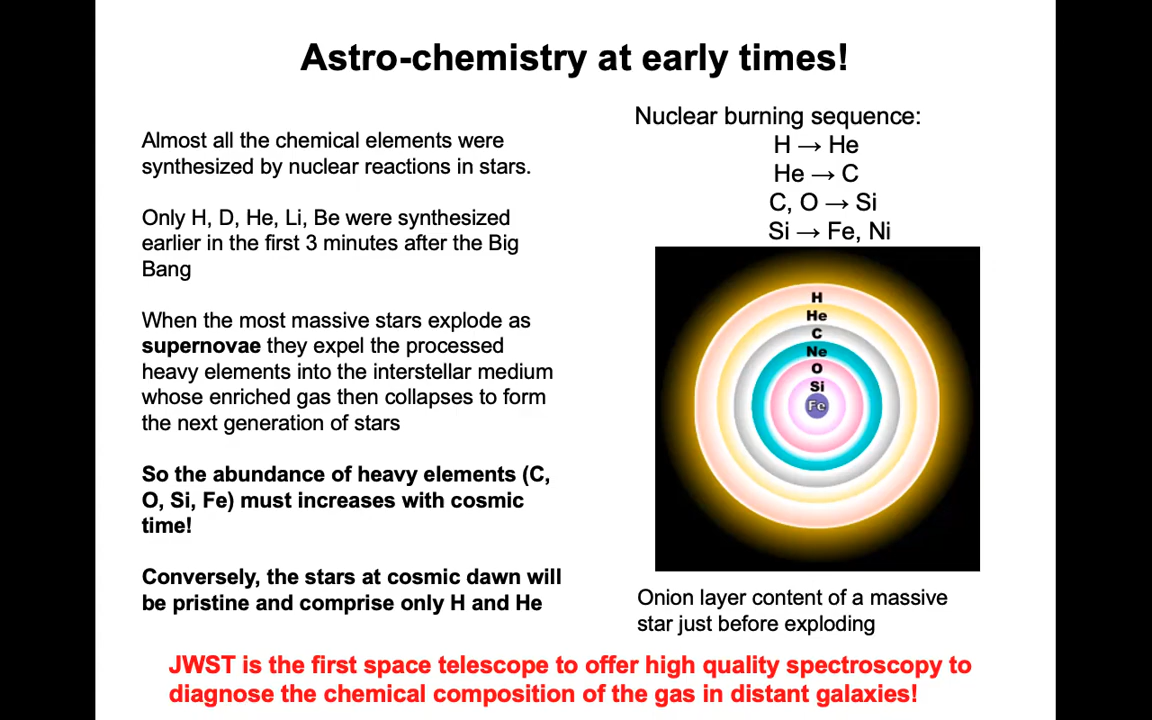 Astro-chemistry at early times!
Almost all the chemical elements were
synthesized by nuclear reactions in stars.
Only H, D, He, Li, Be were synthesized
earlier in the first 3 minutes after the Big
Bang
When the most massive stars explode as
supernovae they expel the processed
heavy elements into the interstellar medium
whose enriched gas then collapses to form
the next generation of stars
So the abundance of heavy elements (C,
O, Si, Fe) must increases with cosmic
time!
Conversely, the stars at cosmic dawn will
be pristine and comprise only H and He
Nuclear burning sequence:
H → He
He → C
C, O → Si
Si → Fe, Ni
H
He
C
Ne
O
Si
Fe
Onion layer content of a massive
star just before exploding
JWST is the first space telescope to offer high quality spectroscopy to
diagnose the chemical composition of the gas in distant galaxies!